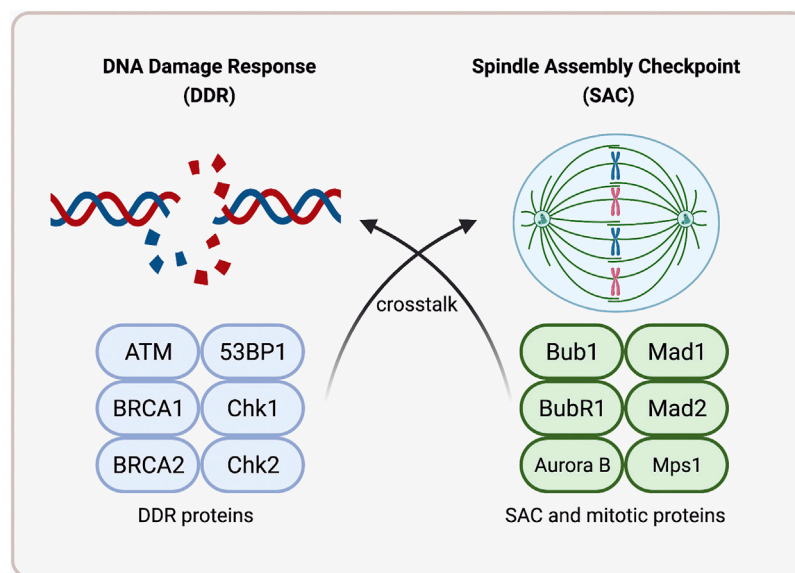 DNA Damage Response
(DDR)
Spindle Assembly Checkpoint
(SAC)
crosstalk
ATM
53BP1
BRCA1
Chk1
BRCA2
Chk2
DDR proteins
Bub1
Mad1
BubR1
Mad2
Aurora B
Mps1
SAC and mitotic proteins